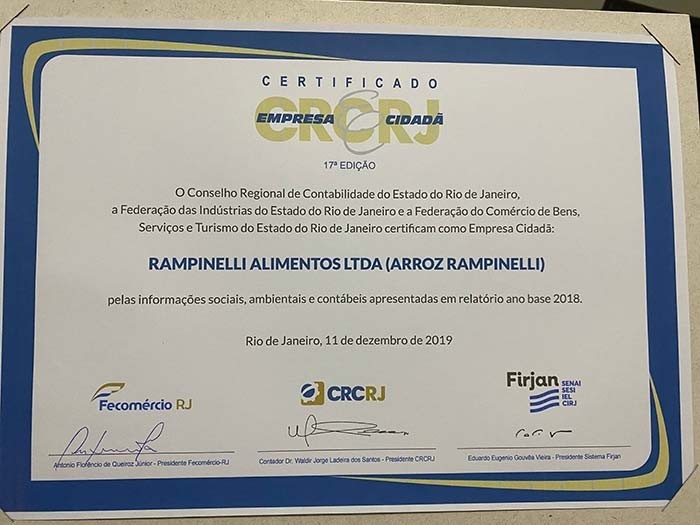 CERTIFICADO
CRCRJ
EMPRESA CIDADÃ
17ª EDIÇÃO
O Conselho Regional de Contabilidade do Estado do Rio de Janeiro,
a Federação das Indústrias do Estado do Rio de Janeiro e a Federação do Comércio de Bens,
Serviços e Turismo do Estado do Rio de Janeiro certificam como Empresa Cidadã:
RAMPINELLI ALIMENTOS LTDA (ARROZ RAMPINELLI)
pelas informações sociais, ambientais e contábeis apresentadas em relatório ano base 2018.
Rio de Janeiro, 11 de dezembro de 2019
Fecomércio RJ
CRCRJ
Firjan SENAI
SESI
IEL
CIRJ
Antonio Florêncio de Queiroz Júnior - Presidente Fecomércio-RJ
Contador Dr. Waldir Jorge Ladeira dos Santos - Presidente CRCRJ
Eduardo Eugenio Gouvêa Vieira - Presidente Sistema Firjan